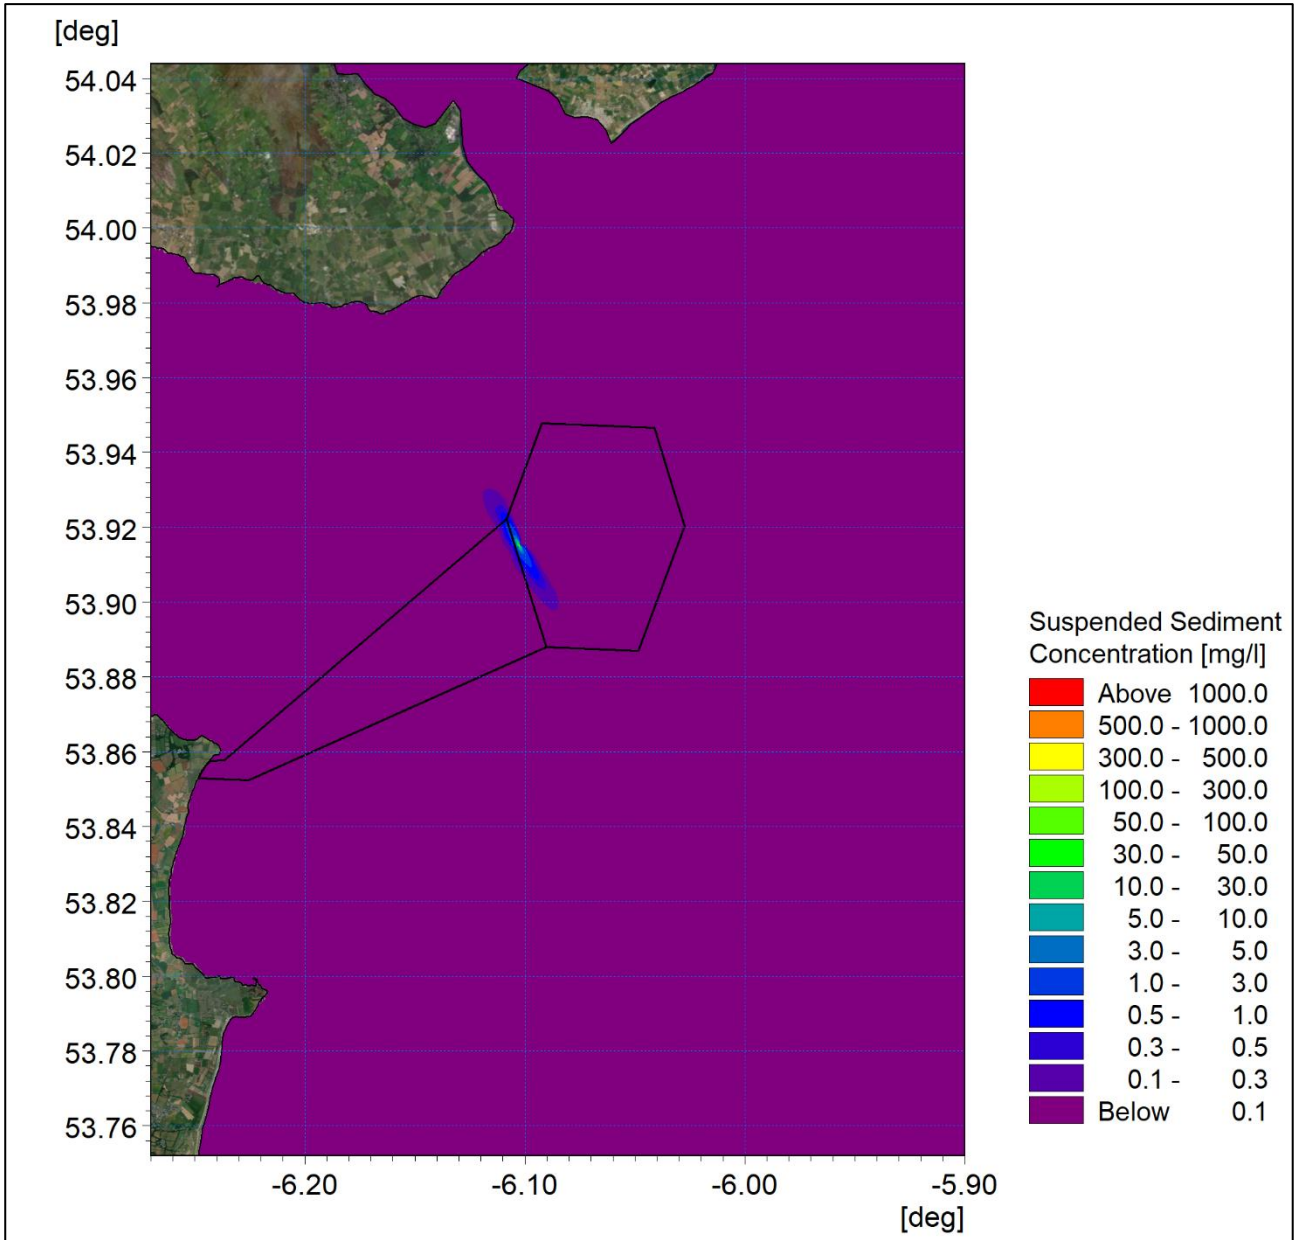 [deg]
54.04
54.02
54.00
53.98
53.96
53.94
53.92
53.90
53.88
53.86
53.84
53.82
53.80
53.78
53.76
-6.20 -6.10 -6.00 -5.90
[deg]
Suspended Sediment
Concentration [mg/l]
Above 1000.0
500.0 - 1000.0
300.0 - 500.0
100.0 - 300.0
50.0 - 100.0
30.0 - 50.0
10.0 - 30.0
5.0 - 10.0
3.0 - 5.0
1.0 - 3.0
0.5 - 1.0
0.3 - 0.5
0.1 - 0.3
Below 0.1